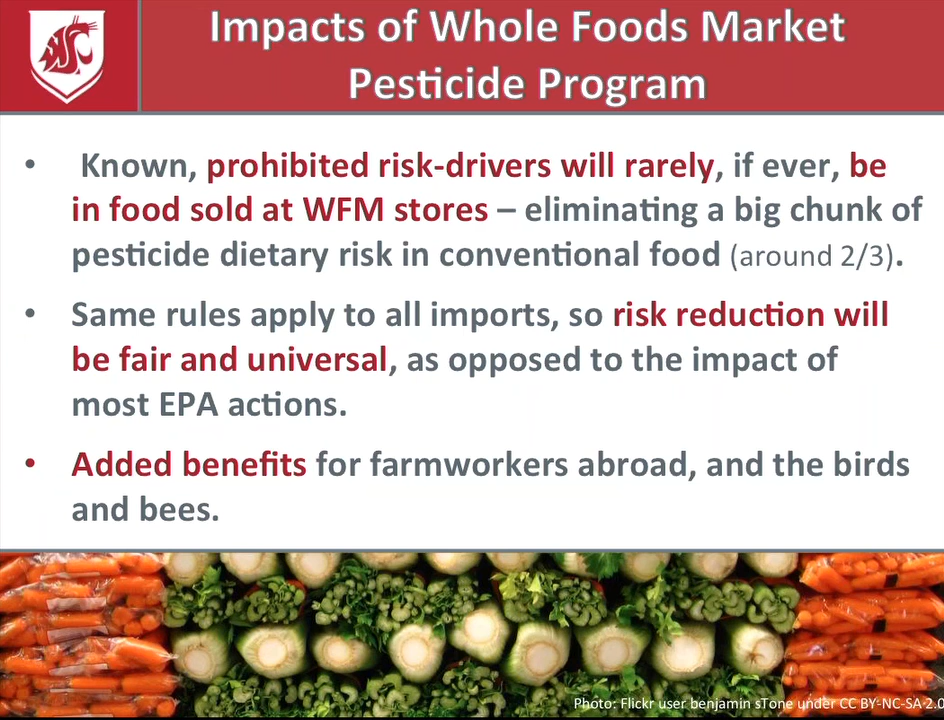 Impacts of Whole Foods Market
Pesticide Program
• Known, prohibited risk-drivers will rarely, if ever, be
in food sold at WFM stores – eliminating a big chunk of
pesticide dietary risk in conventional food (around 2/3).
• Same rules apply to all imports, so risk reduction will
be fair and universal, as opposed to the impact of
most EPA actions.
• Added benefits for farmworkers abroad, and the birds
and bees.
Photo: Flickr user benjamin sTone under CC BY-NC-SA 2.0